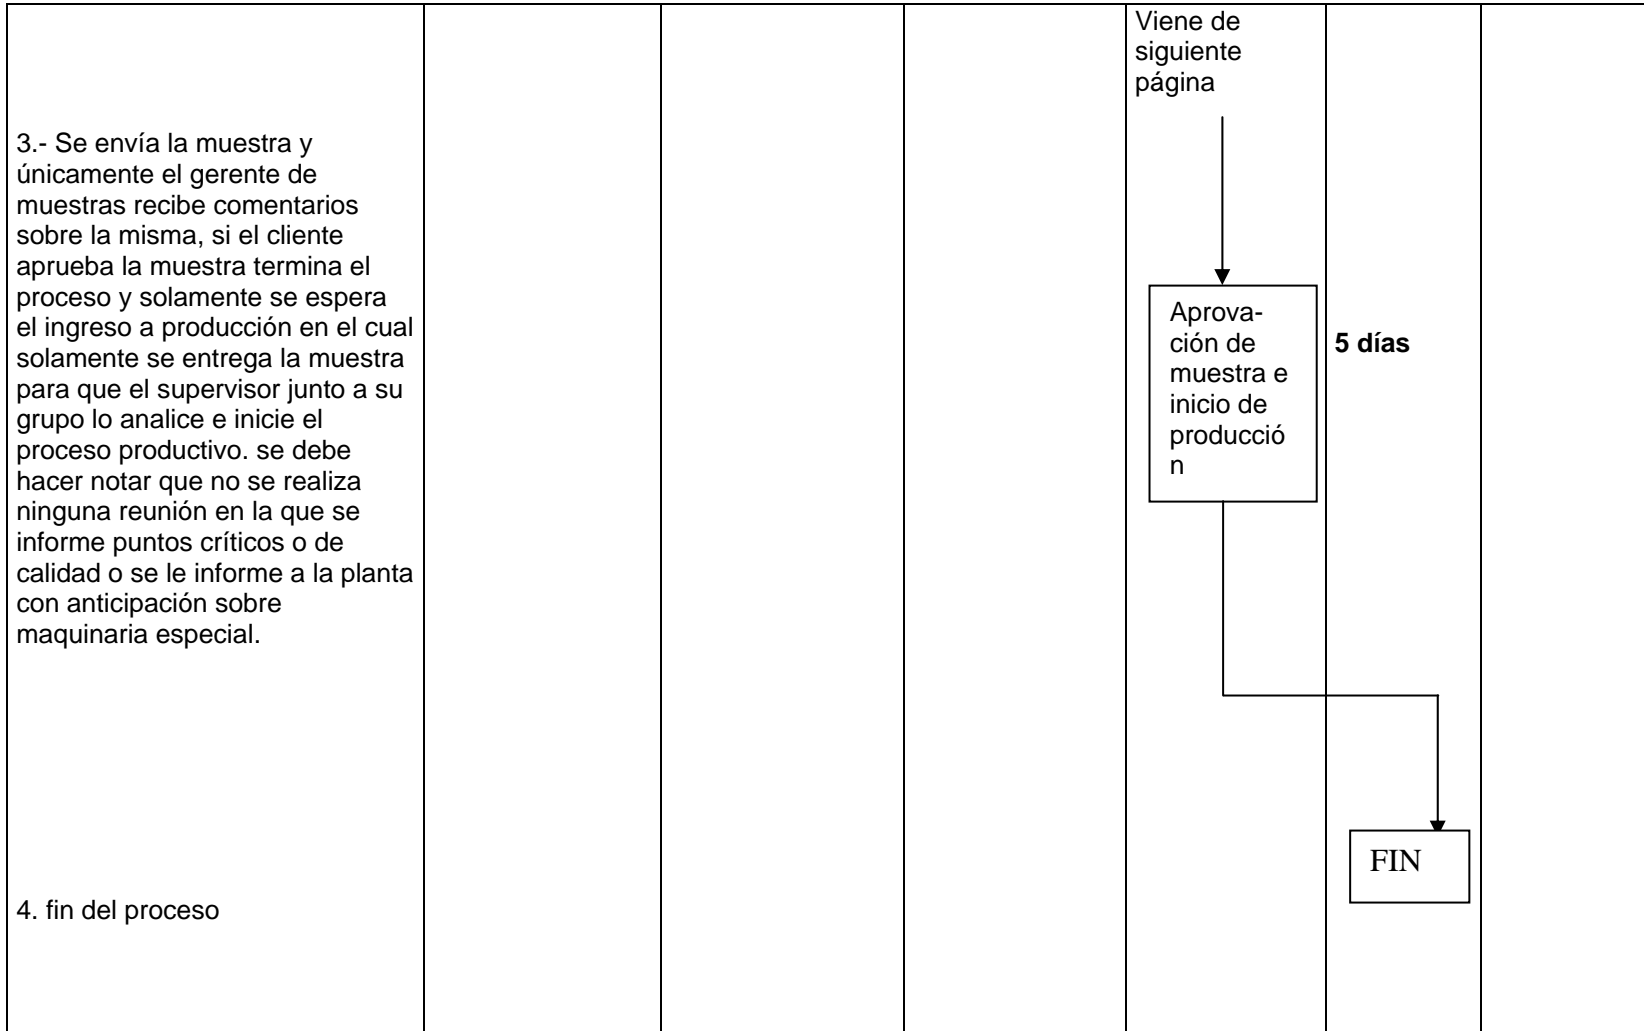 Viene de
siguiente
página
3.- Se envía la muestra y
únicamente el gerente de
muestras recibe comentarios
sobre la misma, si el cliente
aprueba la muestra termina el
proceso y solamente se espera
el ingreso a producción en el cual
solamente se entrega la muestra
para que el supervisor junto a su
grupo lo analice e inicie el
proceso productivo. se debe
hacer notar que no se realiza
ninguna reunión en la que se
informe puntos críticos o de
calidad o se le informe a la planta
con anticipación sobre
maquinaria especial.
Aprova-
ción de
muestra e
inicio de
producció
n
5 días
FIN
4. fin del proceso